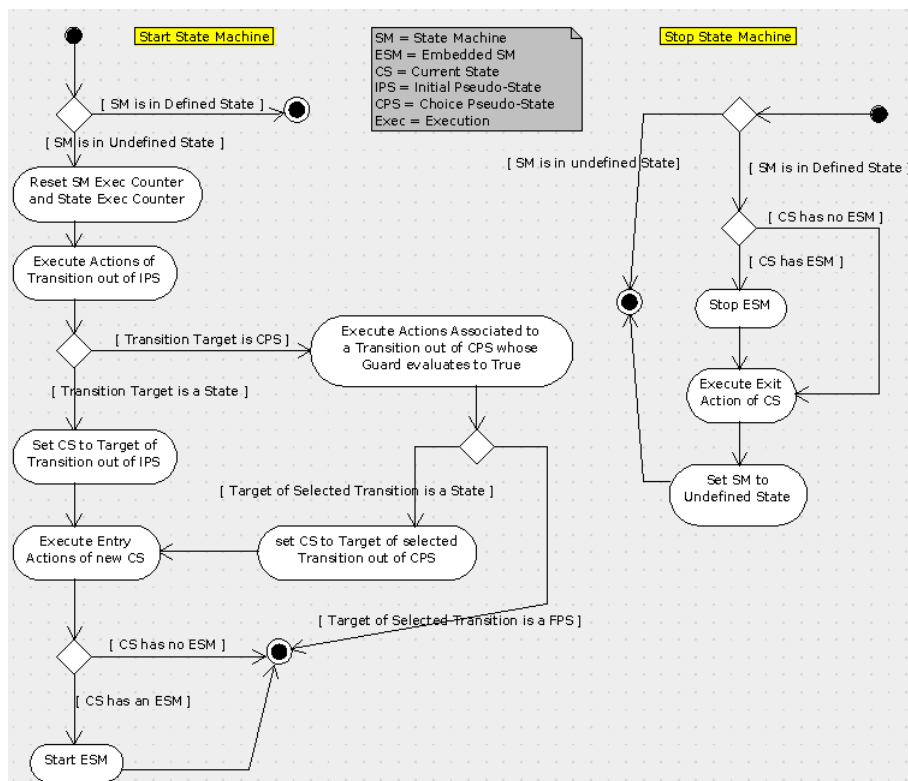 Start State Machine
SM = State Machine
ESM = Embedded SM
CS = Current State
IPS = Initial Pseudo-State
CPS = Choice Pseudo-State
Exec = Execution
Stop State Machine
[ SM is in Defined State ]
[ SM is in Undefined State ]
Reset SM Exec Counter
and State Exec Counter
Execute Actions of
Transition out of IPS
[ Transition Target is CPS ]
Execute Actions Associated to
a Transition out of CPS whose
Guard evaluates to True
[ Transition Target is a State ]
Set CS to Target of
Transition out of IPS
[ Target of Selected Transition is a State ]
Execute Entry
Actions of new CS
set CS to Target of selected
Transition out of CPS
[ Target of Selected Transition is a FPS ]
[ CS has no ESM ]
[ CS has an ESM ]
Start ESM
[ SM is in undefined State]
[ SM is in Defined State ]
[ CS has no ESM ]
[ CS has ESM ]
Stop ESM
Execute Exit
Action of CS
Set SM to
Undefined State